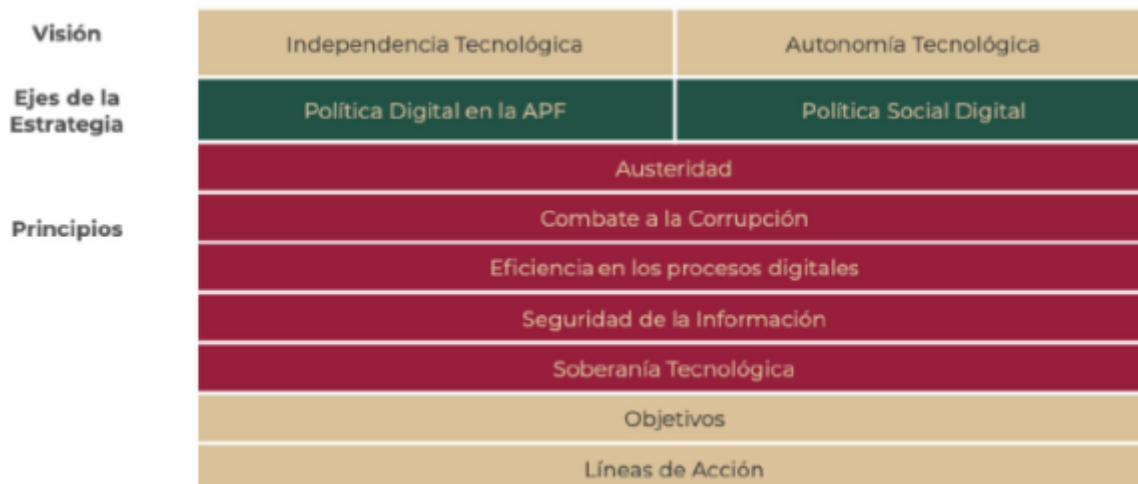 Visión
Independencia Tecnológica
Autonomía Tecnológica
Ejes de la
Estrategia
Política Digital en la APF
Política Social Digital
Principios
Austeridad
Combate a la Corrupción
Eficiencia en los procesos digitales
Seguridad de la Información
Soberanía Tecnológica
Objetivos
Líneas de Acción